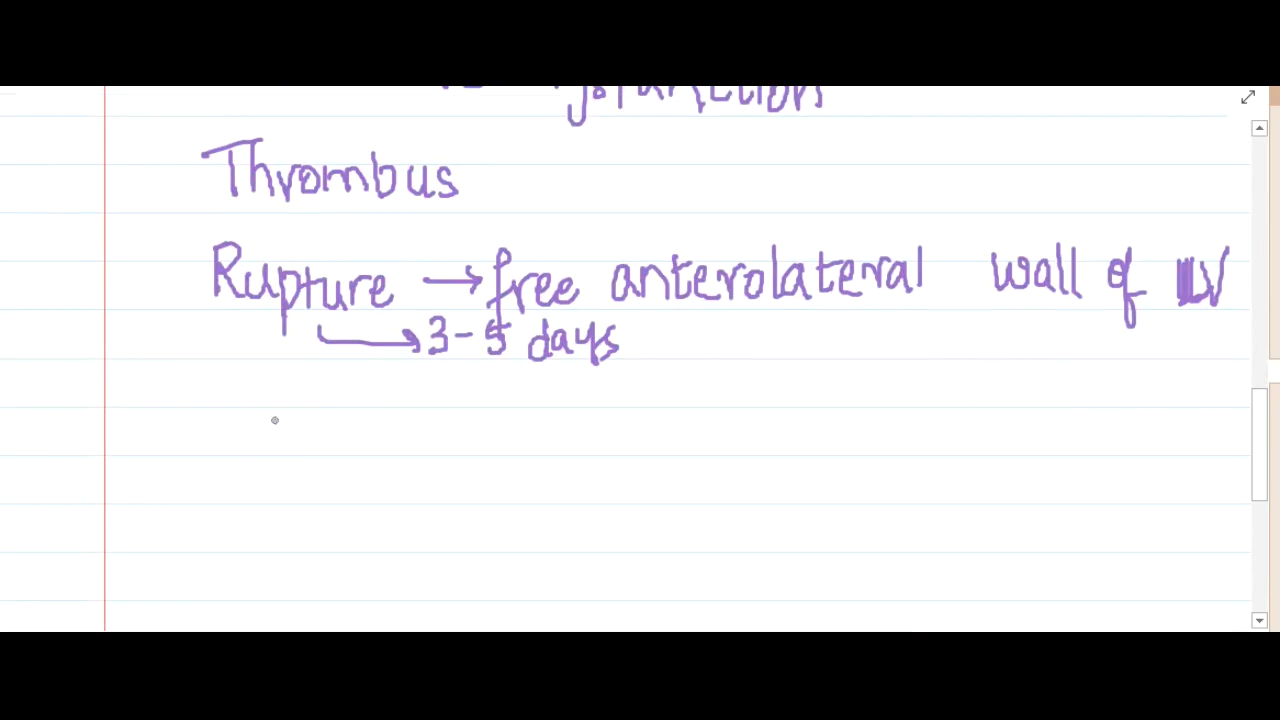 Thrombus
Rupture → free anterolateral wall of LV
→ 3-5 days